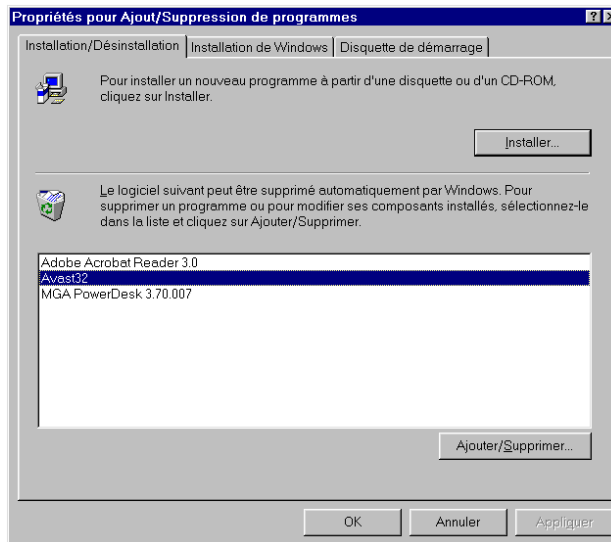 Propriétés pour Ajout/Suppression de programmes
Installation/Désinstallation Installation de Windows Disquette de démarrage
Pour installer un nouveau programme à partir d'une disquette ou d'un CD-ROM,
cliquez sur Installer.
Installer...
Le logiciel suivant peut être supprimé automatiquement par Windows. Pour
supprimer un programme ou pour modifier ses composants installés, sélectionnez-le
dans la liste et cliquez sur Ajouter/Supprimer.
Adobe Acrobat Reader 3.0
Avast32
MGA PowerDesk 3.70.007
Ajouter/Supprimer...
OK Annuler Appliquer